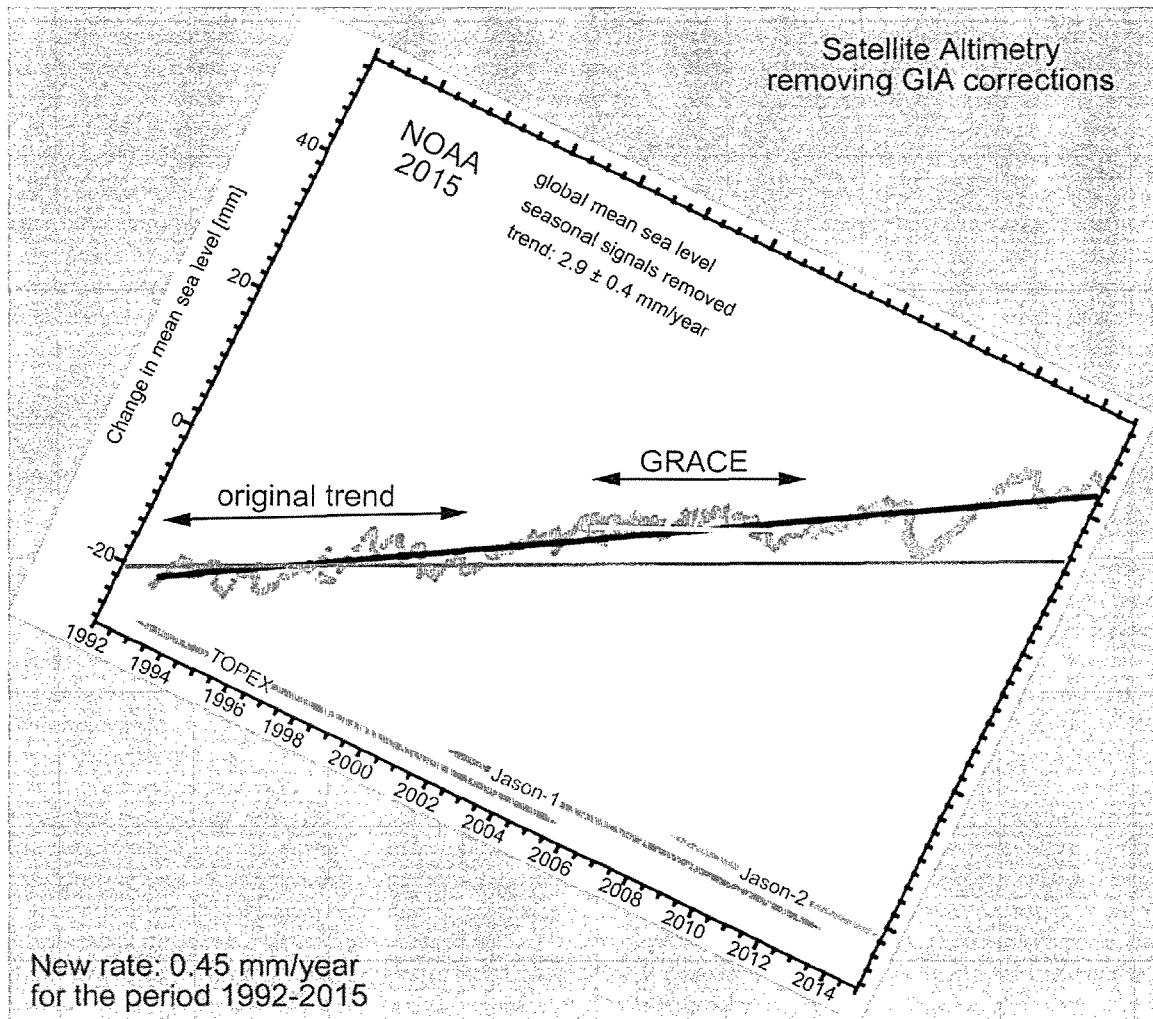 Satellite Altimetry
removing GIA corrections
NOAA
2015
global mean sea level
seasonal signals removed
trend: 2.9 ± 0.4 mm/year
Change in mean sea level [mm]
40
20
0
-20
original trend
GRACE
TOPEX
Jason-1
Jason-2
1992
1994
1996
1998
2000
2002
2004
2006
2008
2010
2012
2014
New rate: 0.45 mm/year
for the period 1992-2015